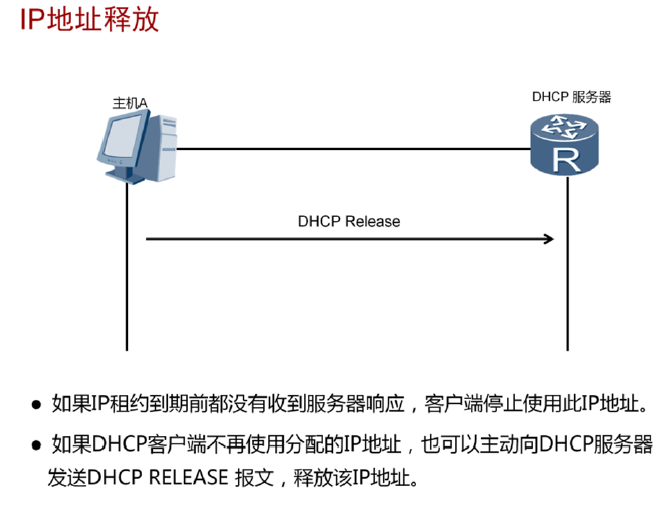 IP地址释放
主机A
DHCP 服务器
R
DHCP Release
● 如果IP租约到期前都没有收到服务器响应，客户端停止使用此IP地址。
● 如果DHCP客户端不再使用分配的IP地址，也可以主动向DHCP服务器
发送DHCP RELEASE 报文，释放该IP地址。